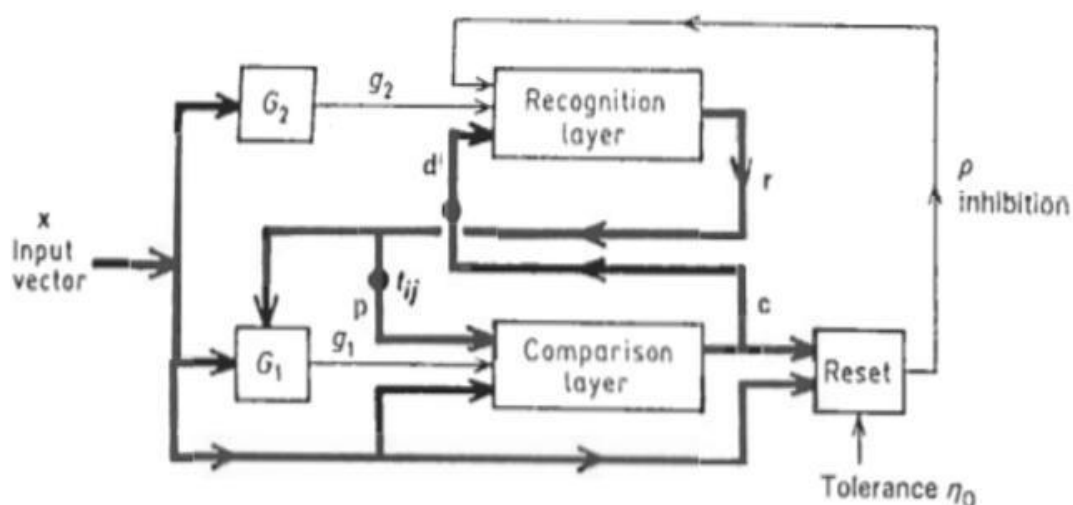 G2
g2
Recognition
layer
d
r
ρ
inhibition
x
Input
vector
tij
p
c
G1
g1
Comparison
layer
Reset
Tolerance η0